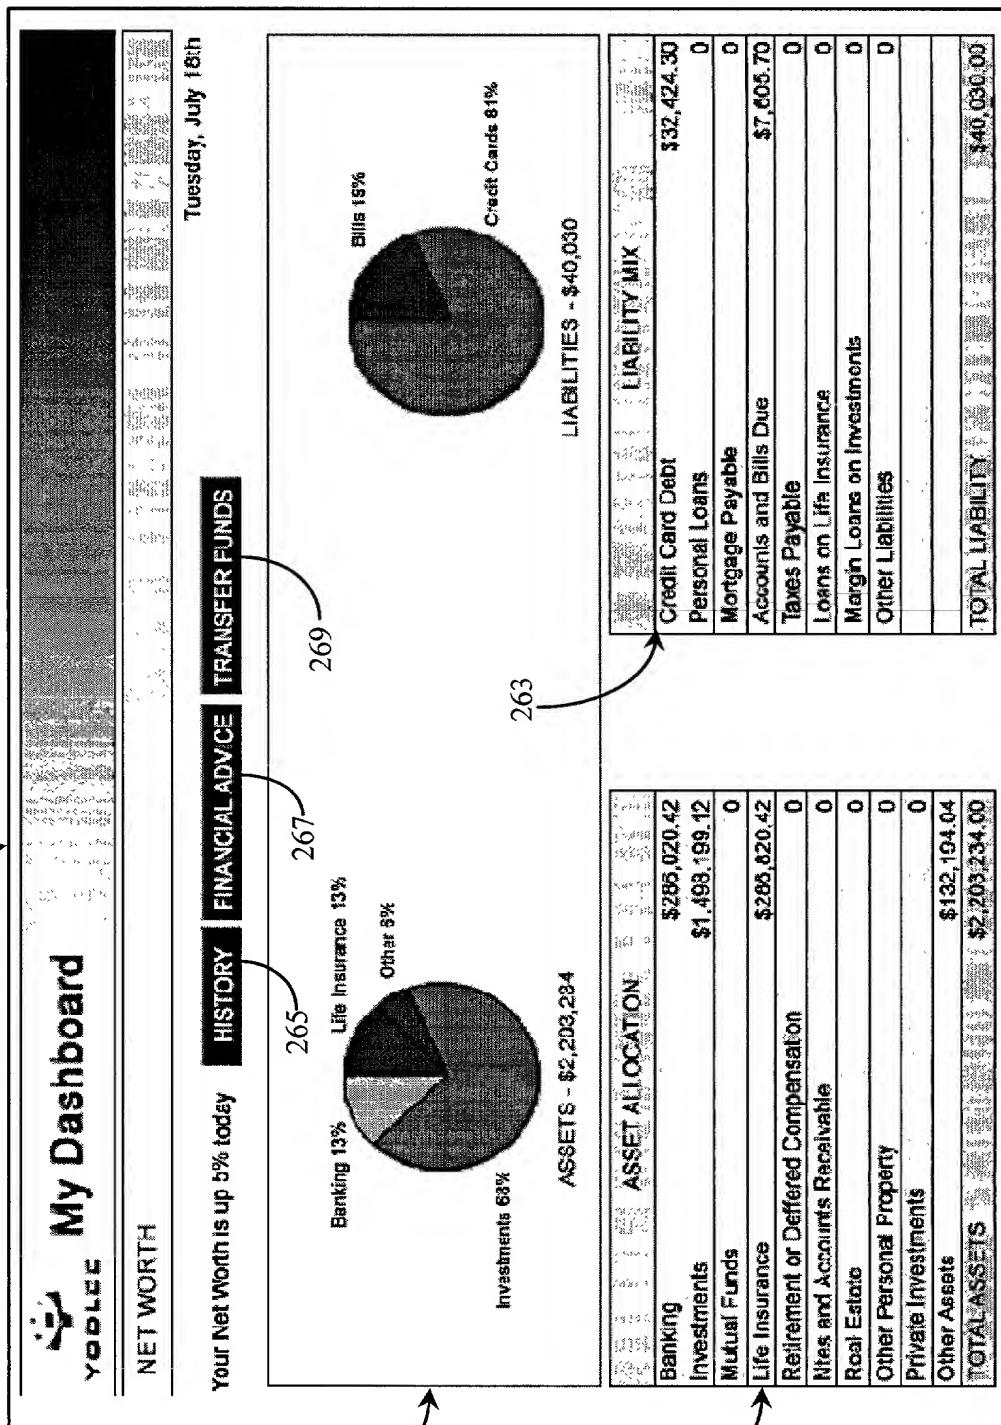 YODLEE My Dashboard
NET WORTH
Tuesday, July 18th
Your Net Worth is up 5% today
HISTORY
FINANCIAL ADVICE
TRANSFER FUNDS
265
267
269
Banking 13%
Life Insurance 13%
Other 6%
Investments 68%
ASSETS - $2,203,234
Bills 19%
Credit Cards 81%
LIABILITIES - $40,030
263
ASSET ALLOCATION
Banking $286,020.42
Investments $1,498,199.12
Mutual Funds 0
Life Insurance $286,820.42
Retirement or Deffered Compensation 0
Ntes and Accounts Receivable 0
Real Estate 0
Other Personal Property 0
Private Investments 0
Other Assets $132,194.04
TOTAL ASSETS $2,203,234.00
LIABILITY MIX
Credit Card Debt $32,424.30
Personal Loans 0
Mortgage Payable 0
Accounts and Bills Due $7,605.70
Taxes Payable 0
Loans on Life Insurance 0
Margin Loans on Investments 0
Other Liabilities 0
TOTAL LIABILITY $40,030.00